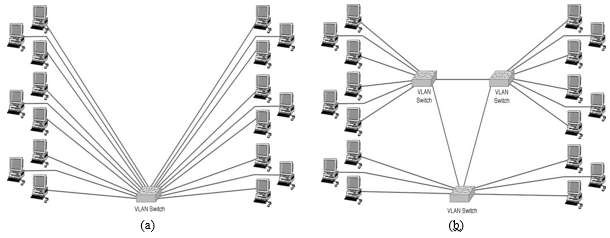 VLAN Switch
(a)
VLAN
Switch
VLAN
Switch
VLAN Switch
(b)